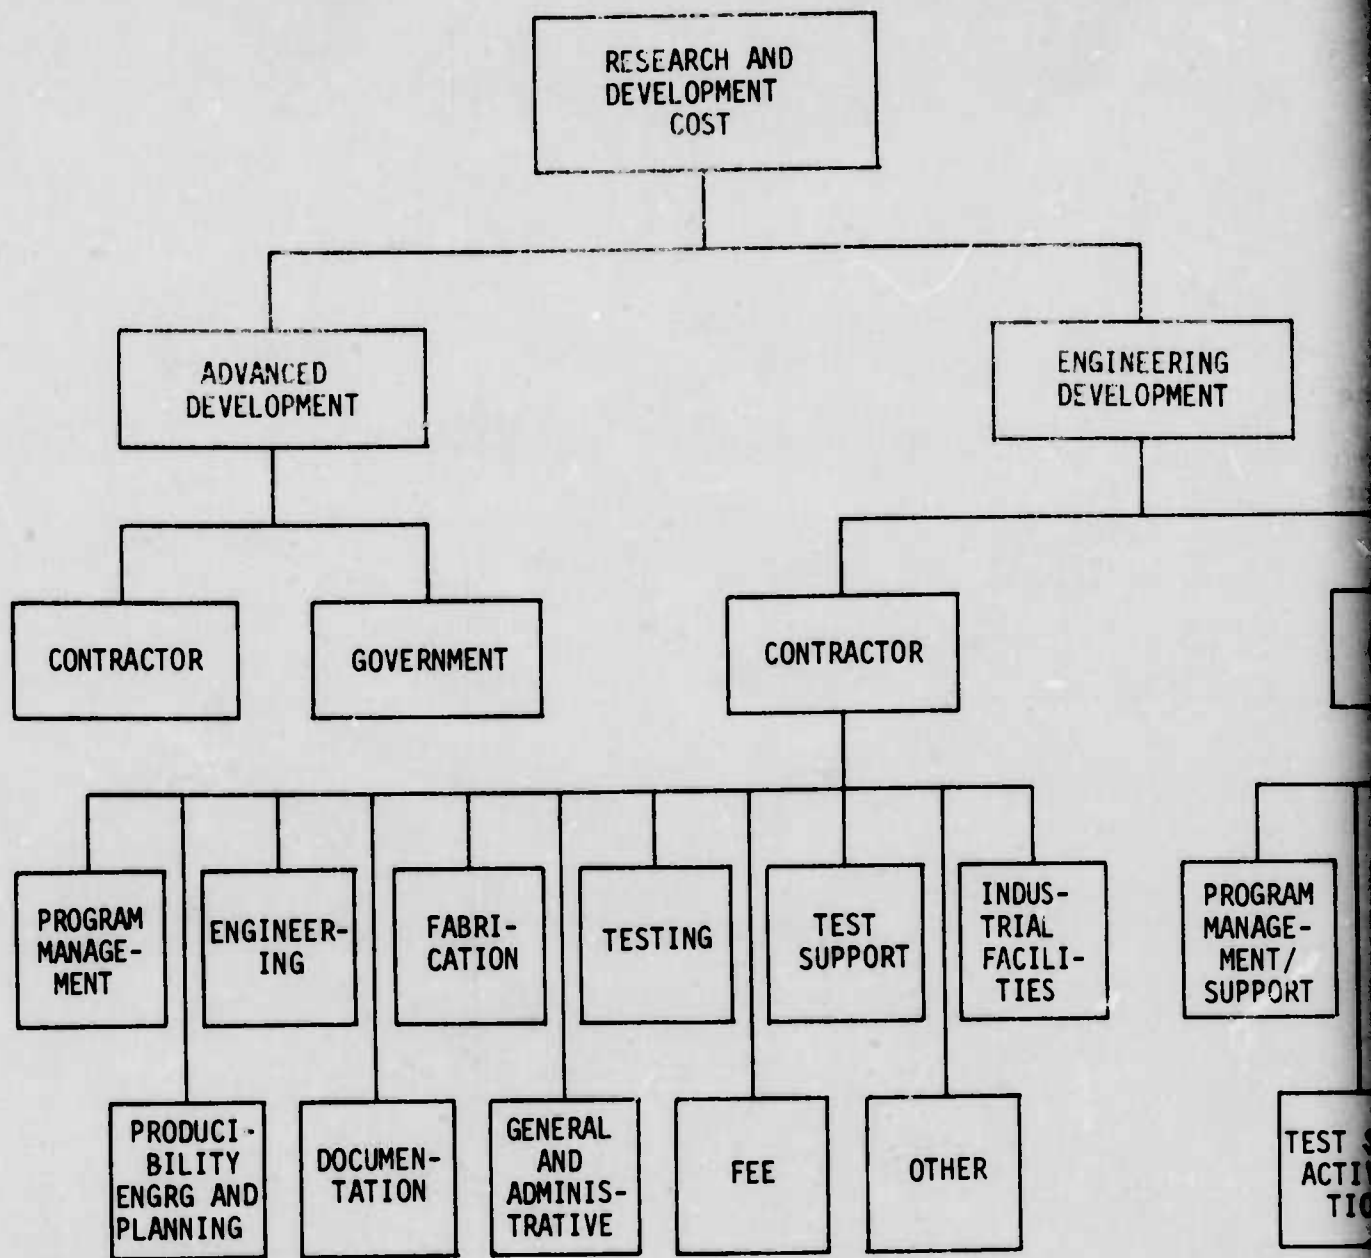 RESEARCH AND
DEVELOPMENT
COST
ADVANCED
DEVELOPMENT
ENGINEERING
DEVELOPMENT
CONTRACTOR
GOVERNMENT
CONTRACTOR
PROGRAM
MANAGE-
MENT
ENGINEER-
ING
FABRI-
CATION
TESTING
TEST
SUPPORT
INDUS-
TRIAL
FACILI-
TIES
PROGRAM
MANAGE-
MENT/
SUPPORT
PRODUCI-
BILITY
ENGRG AND
PLANNING
DOCUMEN-
TATION
GENERAL
AND
ADMINIS-
TRATIVE
FEE
OTHER
TEST